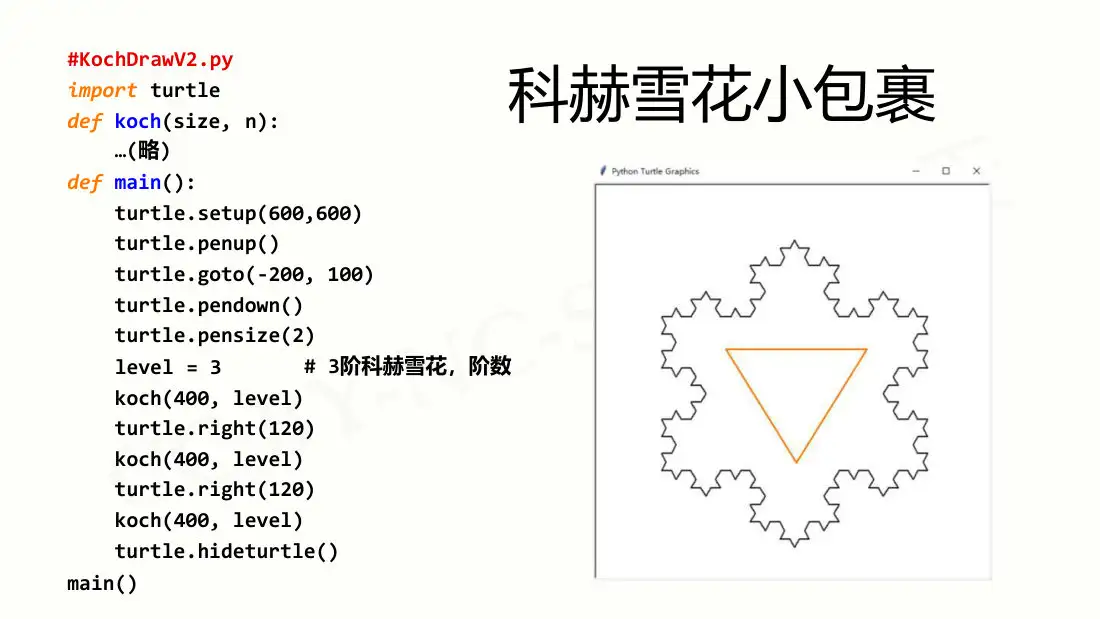 #KochDrawV2.py
import turtle
def koch(size, n):
    …(略)
def main():
    turtle.setup(600,600)
    turtle.penup()
    turtle.goto(-200, 100)
    turtle.pendown()
    turtle.pensize(2)
    level = 3       # 3阶科赫雪花，阶数
    koch(400, level)
    turtle.right(120)
    koch(400, level)
    turtle.right(120)
    koch(400, level)
    turtle.hideturtle()
main()
科赫雪花小包裹
Python Turtle Graphics